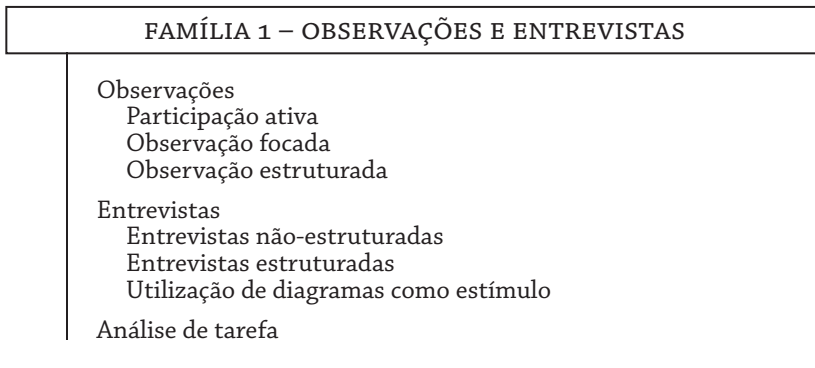 FAMÍLIA 1 – OBSERVAÇÕES E ENTREVISTAS
Observações
Participação ativa
Observação focada
Observação estruturada
Entrevistas
Entrevistas não-estruturadas
Entrevistas estruturadas
Utilização de diagramas como estímulo
Análise de tarefa